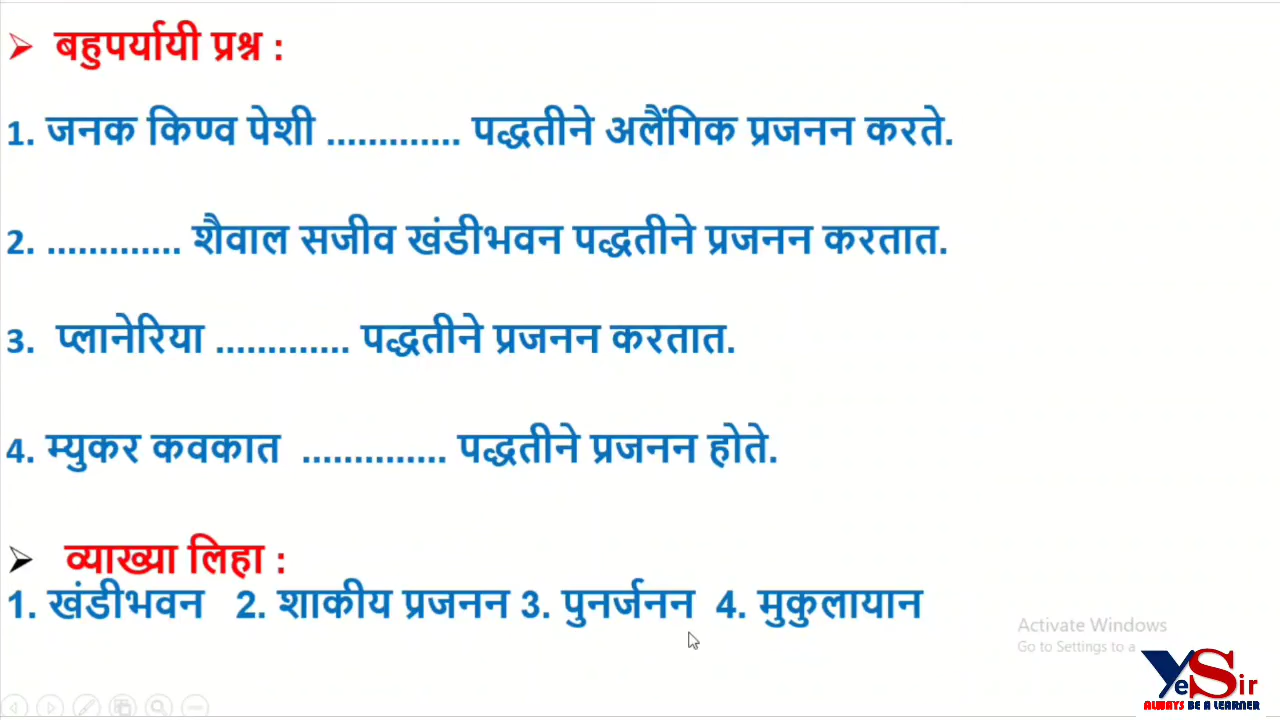 ➢ बहुपर्यायी प्रश्न :
1. जनक किण्व पेशी ............. पद्धतीने अलैंगिक प्रजनन करते.
2. ............. शैवाल सजीव खंडीभवन पद्धतीने प्रजनन करतात.
3. प्लानेरिया ............. पद्धतीने प्रजनन करतात.
4. म्युकर कवकात .............. पद्धतीने प्रजनन होते.
➢ व्याख्या लिहा :
1. खंडीभवन 2. शाकीय प्रजनन 3. पुनर्जनन 4. मुकुलायान
Activate Windows
Go to Settings to a
Ye Sir
ALWAYS BE A LEARNER